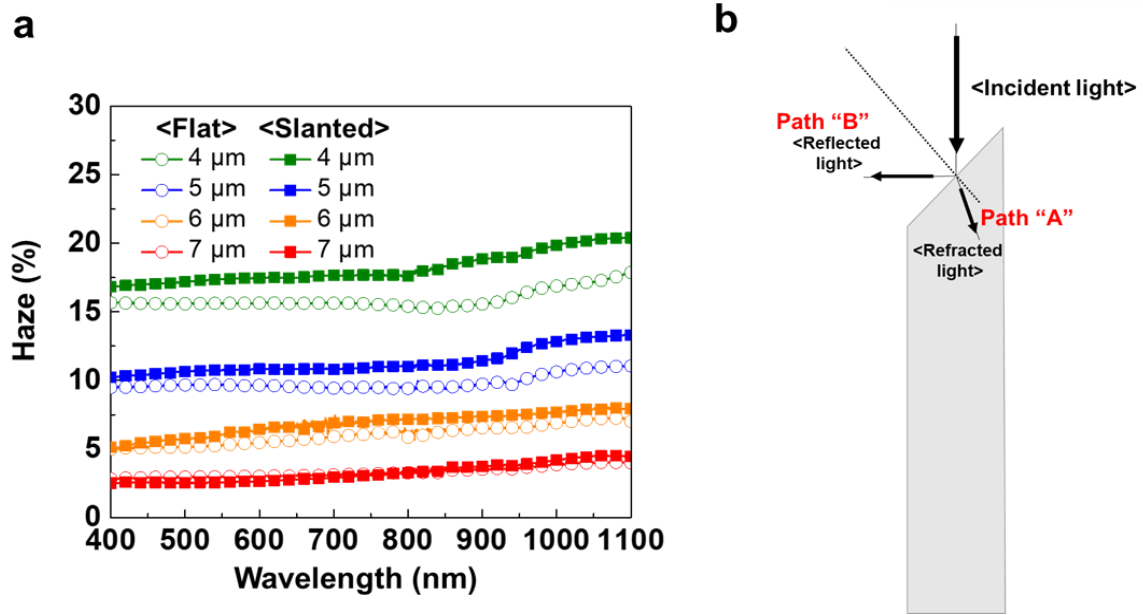 a
30
25
20
15
10
5
0
Haze (%)
<Flat> <Slanted>
4 μm 4 μm
5 μm 5 μm
6 μm 6 μm
7 μm 7 μm
400 500 600 700 800 900 1000 1100
Wavelength (nm)
b
<Incident light>
Path “B”
<Reflected
light>
Path “A”
<Refracted
light>